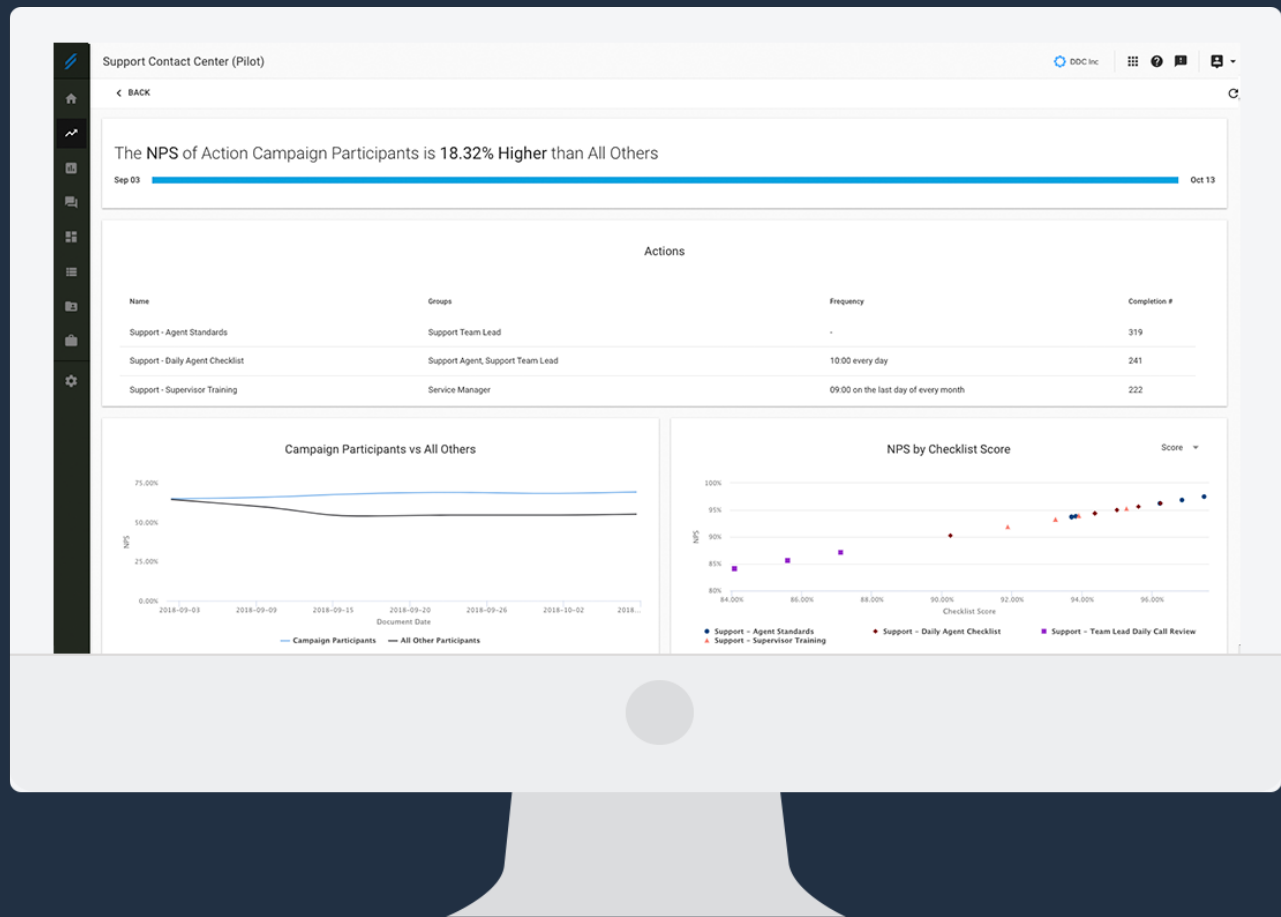 Support Contact Center (Pilot)
DDC Inc
BACK
The NPS of Action Campaign Participants is 18.32% Higher than All Others
Sep 03
Oct 13
Actions
Name Groups Frequency Completion #
Support - Agent Standards Support Team Lead - 319
Support - Daily Agent Checklist Support Agent, Support Team Lead 10:00 every day 241
Support - Supervisor Training Service Manager 09:00 on the last day of every month 222
Campaign Participants vs All Others
75.00%
50.00%
25.00%
0.00%
NPS
2018-09-03 2018-09-09 2018-09-15 2018-09-20 2018-09-26 2018-10-02 2018...
Document Date
Campaign Participants All Other Participants
NPS by Checklist Score
Score
100%
95%
90%
85%
80%
NPS
84.00% 86.00% 88.00% 90.00% 92.00% 94.00% 96.00%
Checklist Score
Support - Agent Standards Support - Daily Agent Checklist Support - Team Lead Daily Call Review
Support - Supervisor Training